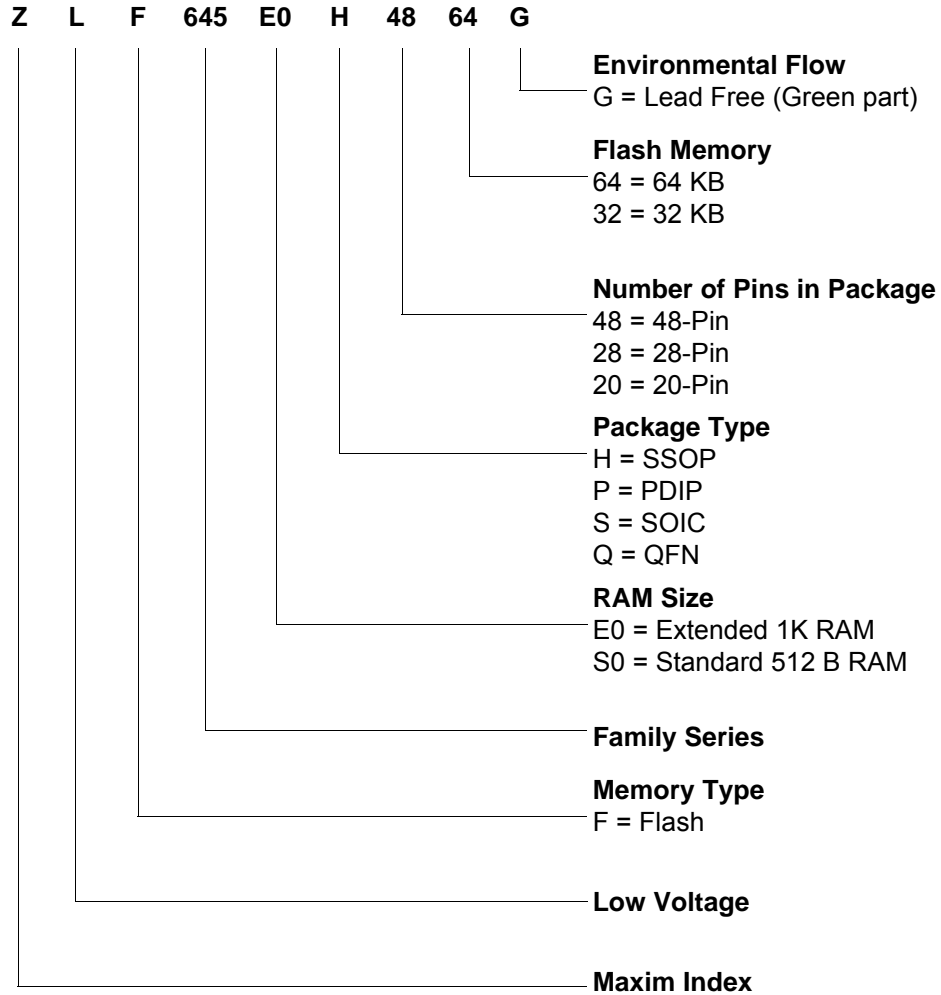 Z L F 645 E0 H 48 64 G
Environmental Flow
G = Lead Free (Green part)
Flash Memory
64 = 64 KB
32 = 32 KB
Number of Pins in Package
48 = 48-Pin
28 = 28-Pin
20 = 20-Pin
Package Type
H = SSOP
P = PDIP
S = SOIC
Q = QFN
RAM Size
E0 = Extended 1K RAM
S0 = Standard 512 B RAM
Family Series
Memory Type
F = Flash
Low Voltage
Maxim Index